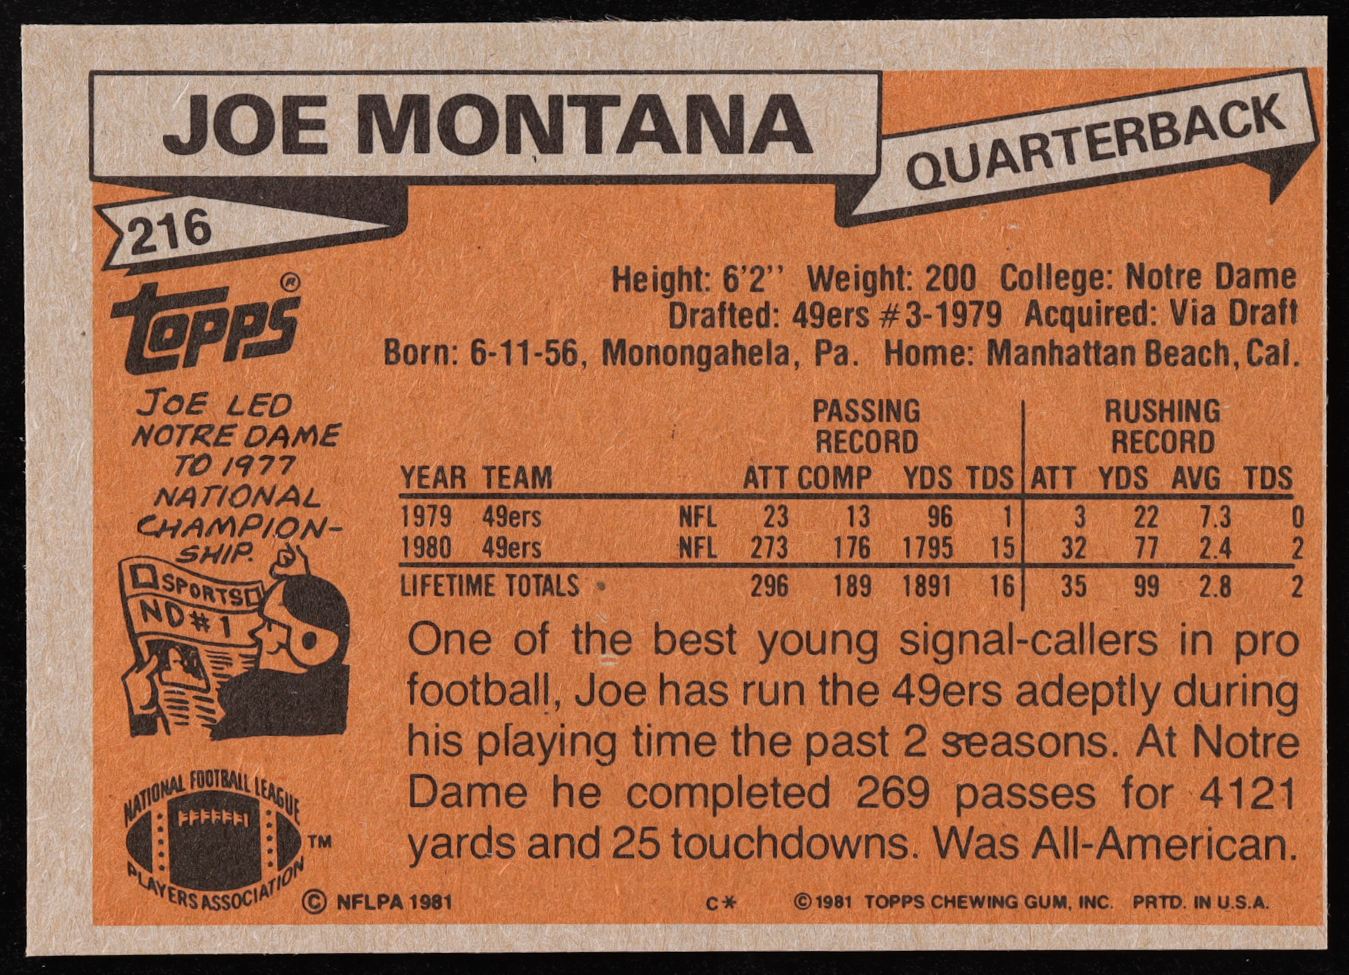 JOE MONTANA
QUARTERBACK
216
TOPPS®
Height: 6'2'' Weight: 200 College: Notre Dame
Drafted: 49ers #3-1979 Acquired: Via Draft
Born: 6-11-56, Monongahela, Pa. Home: Manhattan Beach, Cal.
JOE LED
NOTRE DAME
TO 1977
NATIONAL
CHAMPION-
SHIP.
SPORTS
ND #1
PASSING RUSHING
RECORD RECORD
YEAR TEAM ATT COMP YDS TDS ATT YDS AVG TDS
1979 49ers NFL 23 13 96 1 3 22 7.3 0
1980 49ers NFL 273 176 1795 15 32 77 2.4 2
LIFETIME TOTALS 296 189 1891 16 35 99 2.8 2
One of the best young signal-callers in pro
football, Joe has run the 49ers adeptly during
his playing time the past 2 seasons. At Notre
Dame he completed 269 passes for 4121
yards and 25 touchdowns. Was All-American.
NATIONAL FOOTBALL LEAGUE
PLAYERS ASSOCIATION
TM
© NFLPA 1981
C*
© 1981 TOPPS CHEWING GUM, INC. PRTD. IN U.S.A.